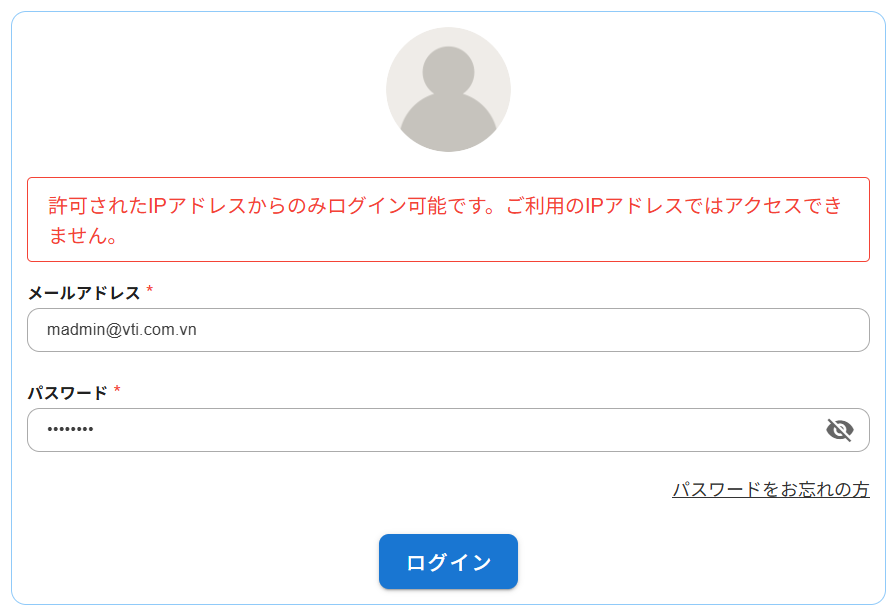 許可されたIPアドレスからのみログイン可能です。ご利用のIPアドレスではアクセスでき
ません。
メールアドレス *
madmin@vti.com.vn
パスワード *
••••••••
パスワードをお忘れの方
ログイン